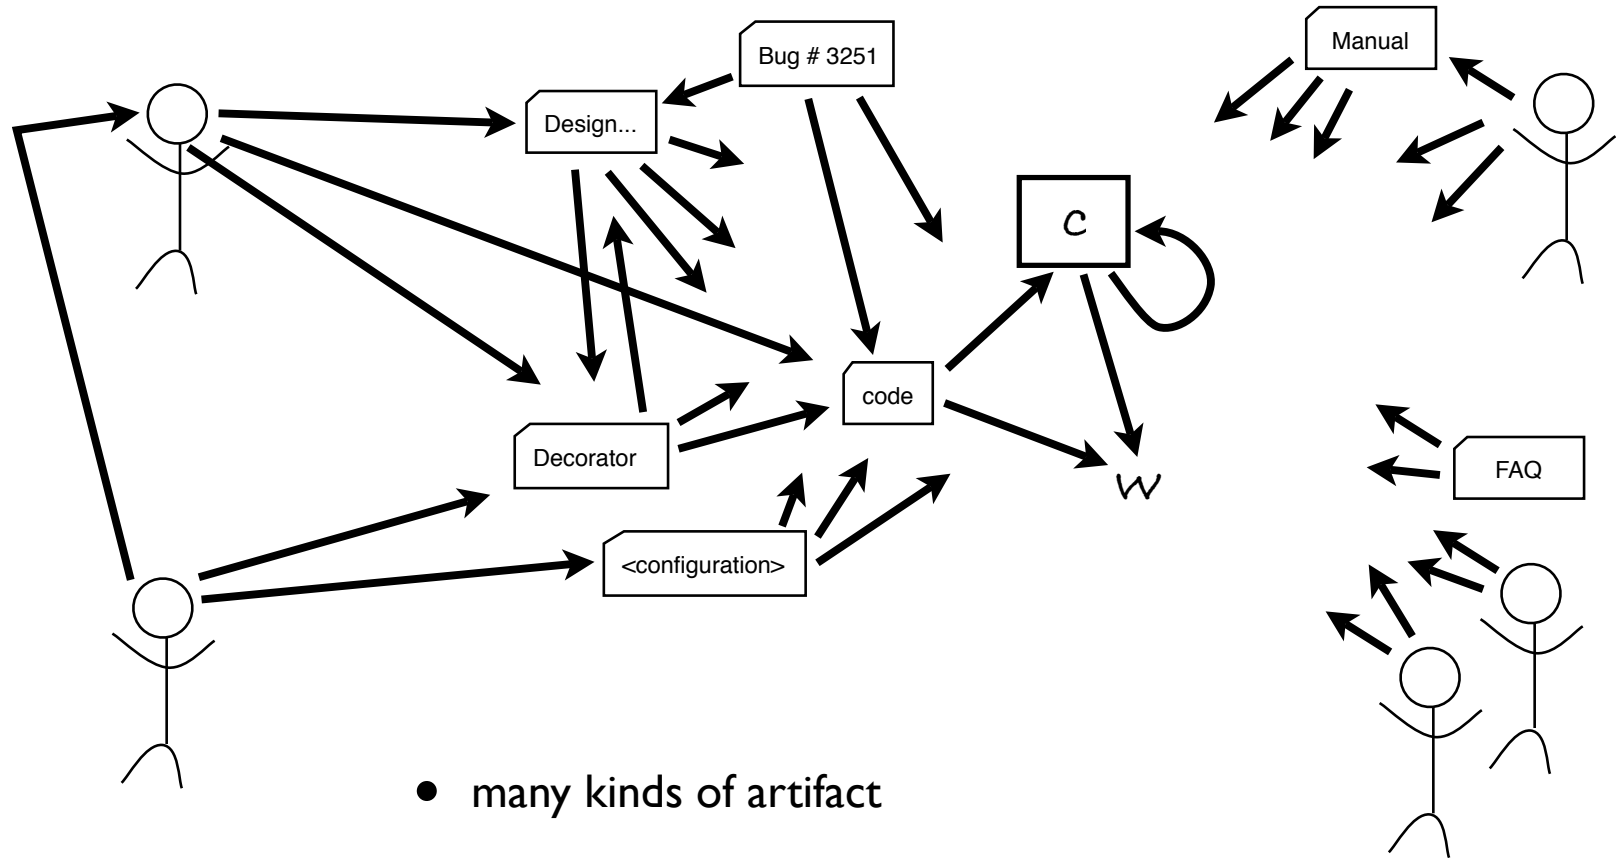 Manual
Bug # 3251
Design...
C
code
Decorator
FAQ
W
<configuration>
• many kinds of artifact